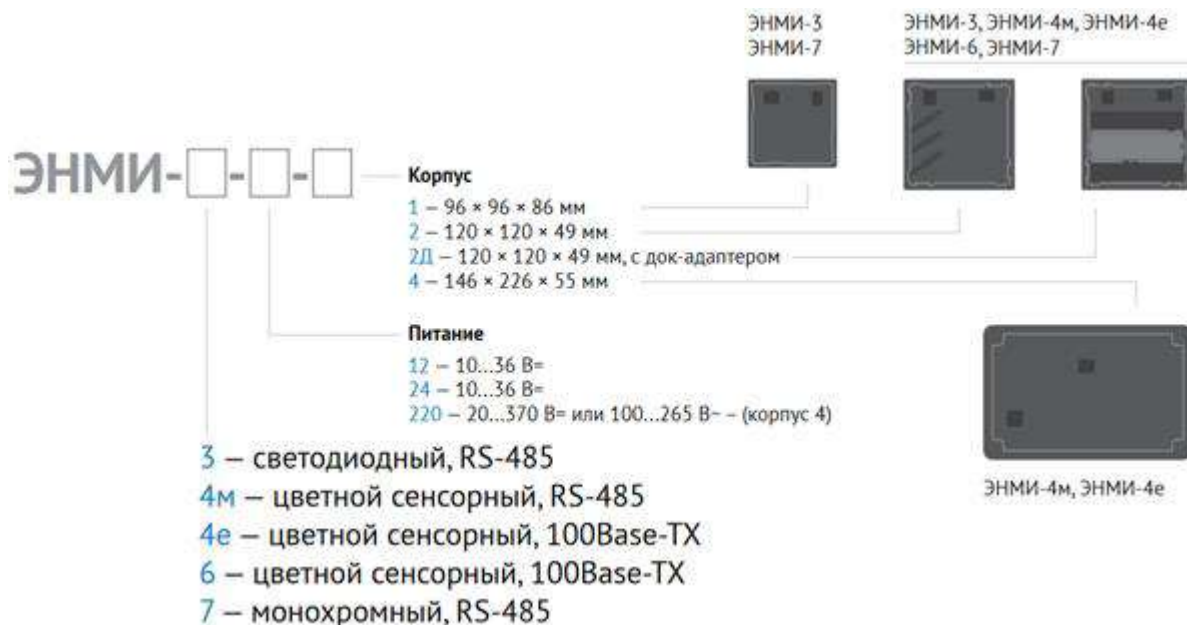 ЭНМИ-3
ЭНМИ-7
ЭНМИ-3, ЭНМИ-4м, ЭНМИ-4е
ЭНМИ-6, ЭНМИ-7
ЭНМИ-□-□-□
Корпус
1 — 96 × 96 × 86 мм
2 — 120 × 120 × 49 мм
2Д — 120 × 120 × 49 мм, с док-адаптером
4 — 146 × 226 × 55 мм
Питание
12 — 10...36 В=
24 — 10...36 В=
220 — 20...370 В= или 100...265 В~ – (корпус 4)
3 — светодиодный, RS-485
4м — цветной сенсорный, RS-485
4е — цветной сенсорный, 100Base-TX
6 — цветной сенсорный, 100Base-TX
7 — монохромный, RS-485
ЭНМИ-4м, ЭНМИ-4е